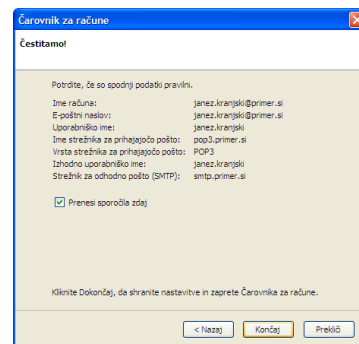 Čarovnik za račune
Čestitamo!
Potrdite, če so spodnji podatki pravilni.
Ime računa: janez.kranjski@primer.si
E-poštni naslov: janez.kranjski@primer.si
Uporabniško ime: janez.kranjski
Ime strežnika za prihajajočo pošto: pop3.primer.si
Vrsta strežnika za prihajajočo pošto: POP3
Izhodno uporabniško ime: janez.kranjski
Strežnik za odhodno pošto (SMTP): smtp.primer.si
Prenesi sporočila zdaj
Kliknite Dokončaj, da shranite nastavitve in zaprete Čarovnika za račune.
< Nazaj Končaj Prekliči